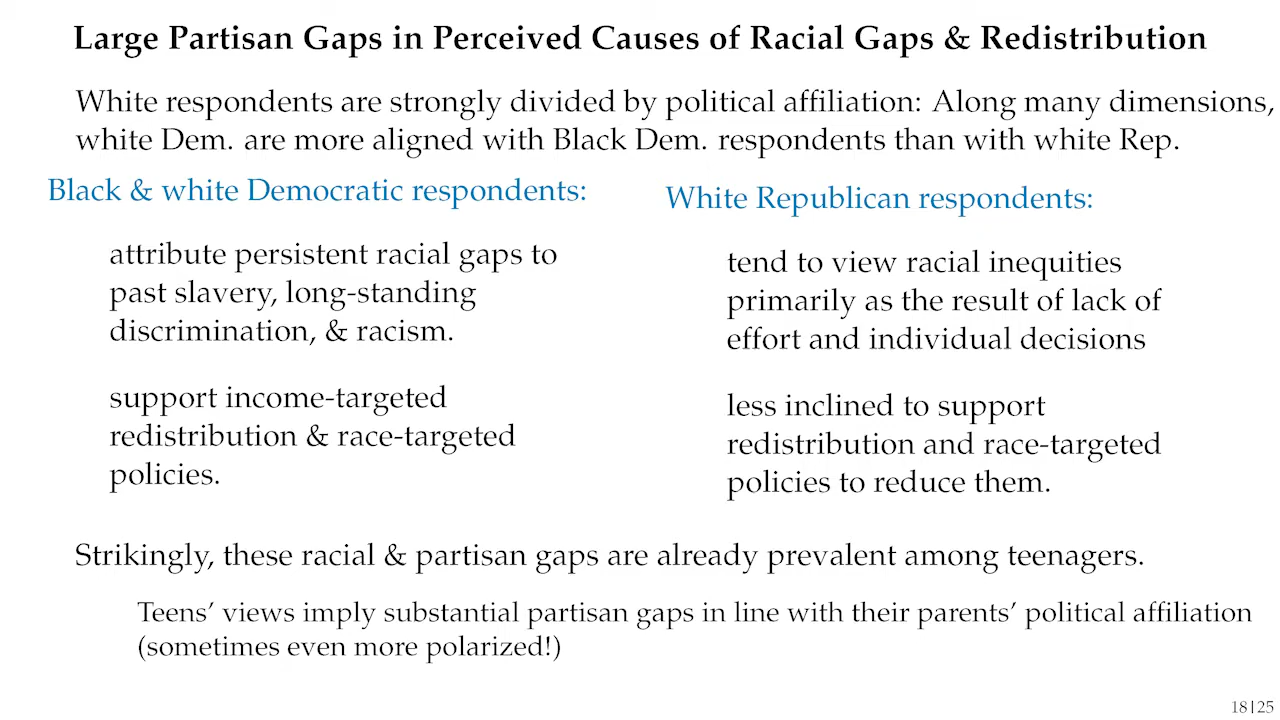 Large Partisan Gaps in Perceived Causes of Racial Gaps & Redistribution
White respondents are strongly divided by political affiliation: Along many dimensions,
white Dem. are more aligned with Black Dem. respondents than with white Rep.
Black & white Democratic respondents:
attribute persistent racial gaps to
past slavery, long-standing
discrimination, & racism.
support income-targeted
redistribution & race-targeted
policies.
White Republican respondents:
tend to view racial inequities
primarily as the result of lack of
effort and individual decisions
less inclined to support
redistribution and race-targeted
policies to reduce them.
Strikingly, these racial & partisan gaps are already prevalent among teenagers.
Teens’ views imply substantial partisan gaps in line with their parents’ political affiliation
(sometimes even more polarized!)
18|25